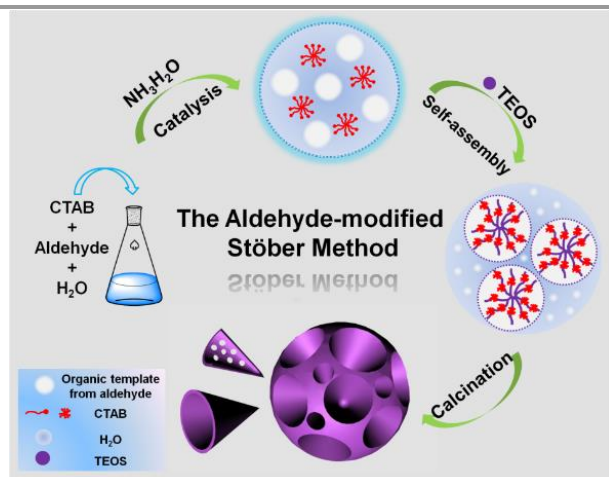 NH₃H₂O
Catalysis
TEOS
Self-assembly
CTAB
+
Aldehyde
+
H₂O
The Aldehyde-modified
Stöber Method
Stöber Method
Calcination
Organic template
from aldehyde
CTAB
H₂O
TEOS